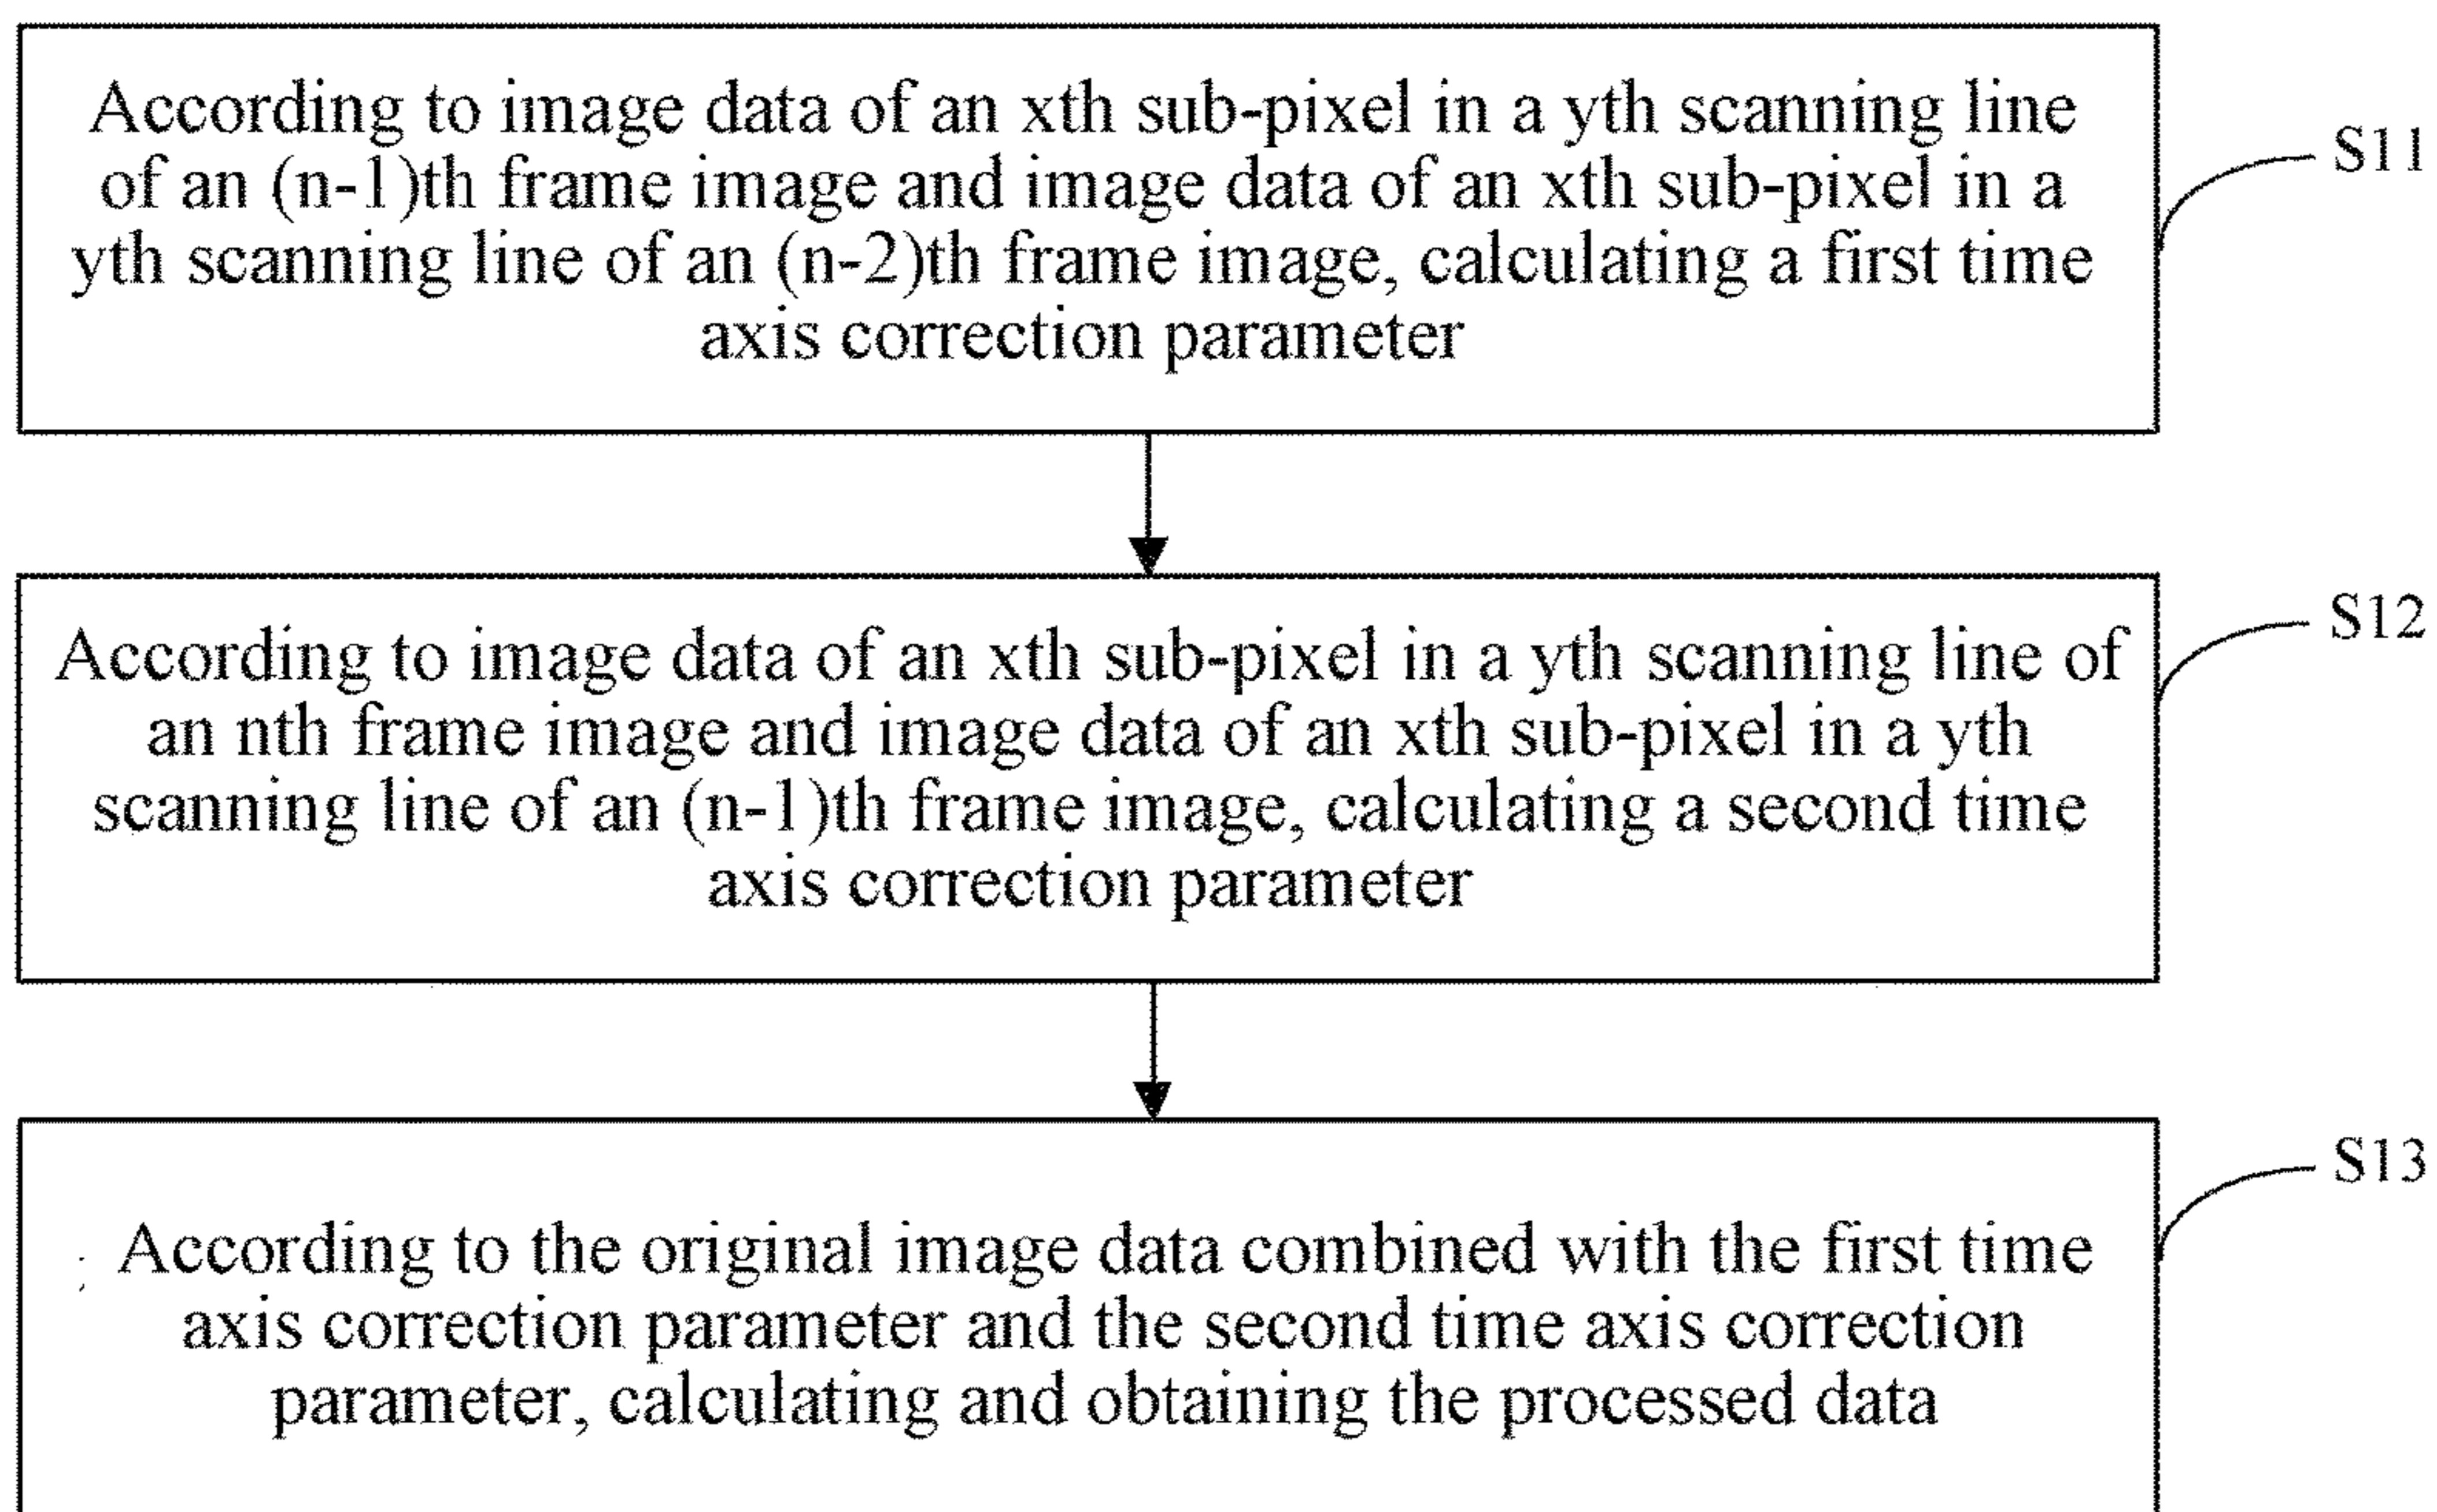 According to image data of an xth sub-pixel in a yth scanning line
of an (n-1)th frame image and image data of an xth sub-pixel in a
yth scanning line of an (n-2)th frame image, calculating a first time
axis correction parameter
S11
According to image data of an xth sub-pixel in a yth scanning line of
an nth frame image and image data of an xth sub-pixel in a yth
scanning line of an (n-1)th frame image, calculating a second time
axis correction parameter
S12
According to the original image data combined with the first time
axis correction parameter and the second time axis correction
parameter, calculating and obtaining the processed data
S13